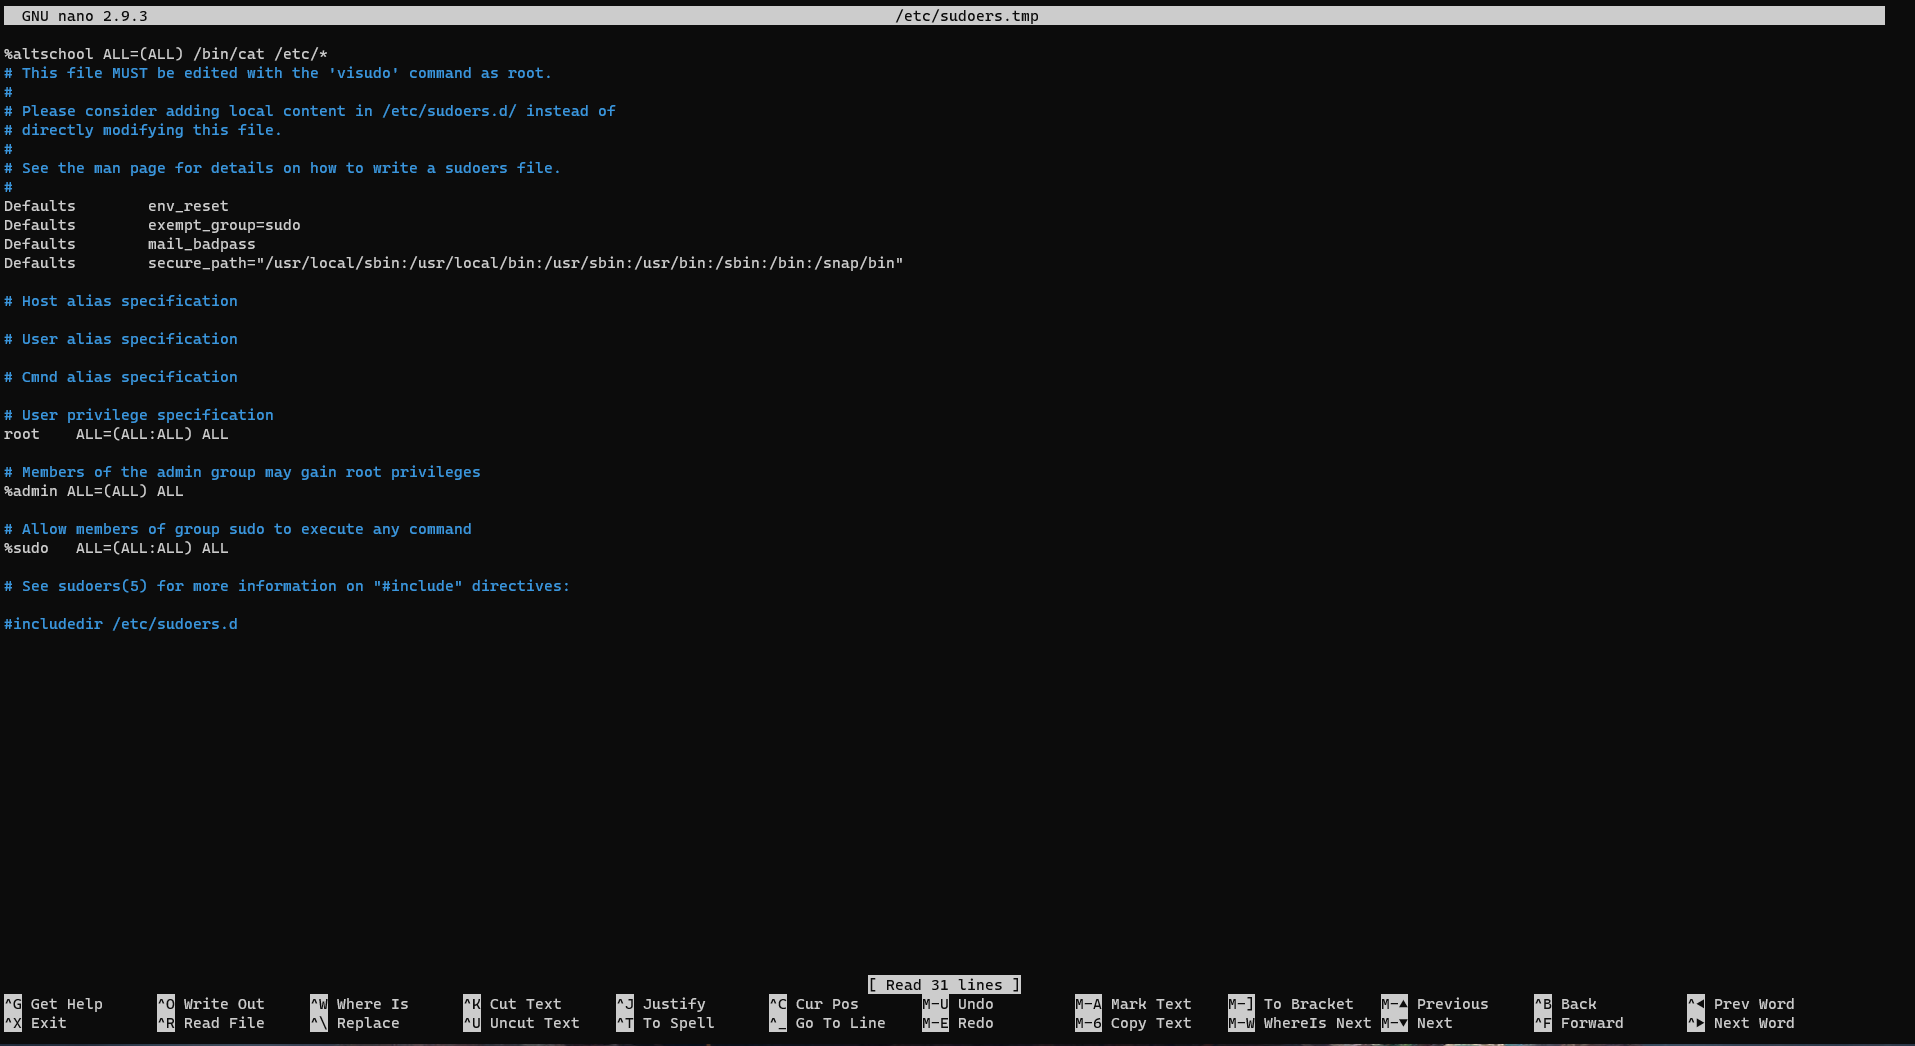 GNU nano 2.9.3 /etc/sudoers.tmp
%altschool ALL=(ALL) /bin/cat /etc/*
# This file MUST be edited with the 'visudo' command as root.
#
# Please consider adding local content in /etc/sudoers.d/ instead of
# directly modifying this file.
#
# See the man page for details on how to write a sudoers file.
#
Defaults        env_reset
Defaults        exempt_group=sudo
Defaults        mail_badpass
Defaults        secure_path="/usr/local/sbin:/usr/local/bin:/usr/sbin:/usr/bin:/sbin:/bin:/snap/bin"
# Host alias specification
# User alias specification
# Cmnd alias specification
# User privilege specification
root    ALL=(ALL:ALL) ALL
# Members of the admin group may gain root privileges
%admin ALL=(ALL) ALL
# Allow members of group sudo to execute any command
%sudo   ALL=(ALL:ALL) ALL
# See sudoers(5) for more information on "#include" directives:
#includedir /etc/sudoers.d
[ Read 31 lines ]
^G Get Help ^O Write Out ^W Where Is ^K Cut Text ^J Justify ^C Cur Pos M-U Undo M-A Mark Text M-] To Bracket M-▲ Previous ^B Back ^◀ Prev Word
^X Exit ^R Read File ^\ Replace ^U Uncut Text ^T To Spell ^_ Go To Line M-E Redo M-6 Copy Text M-W WhereIs Next M-▼ Next ^F Forward ^▶ Next Word